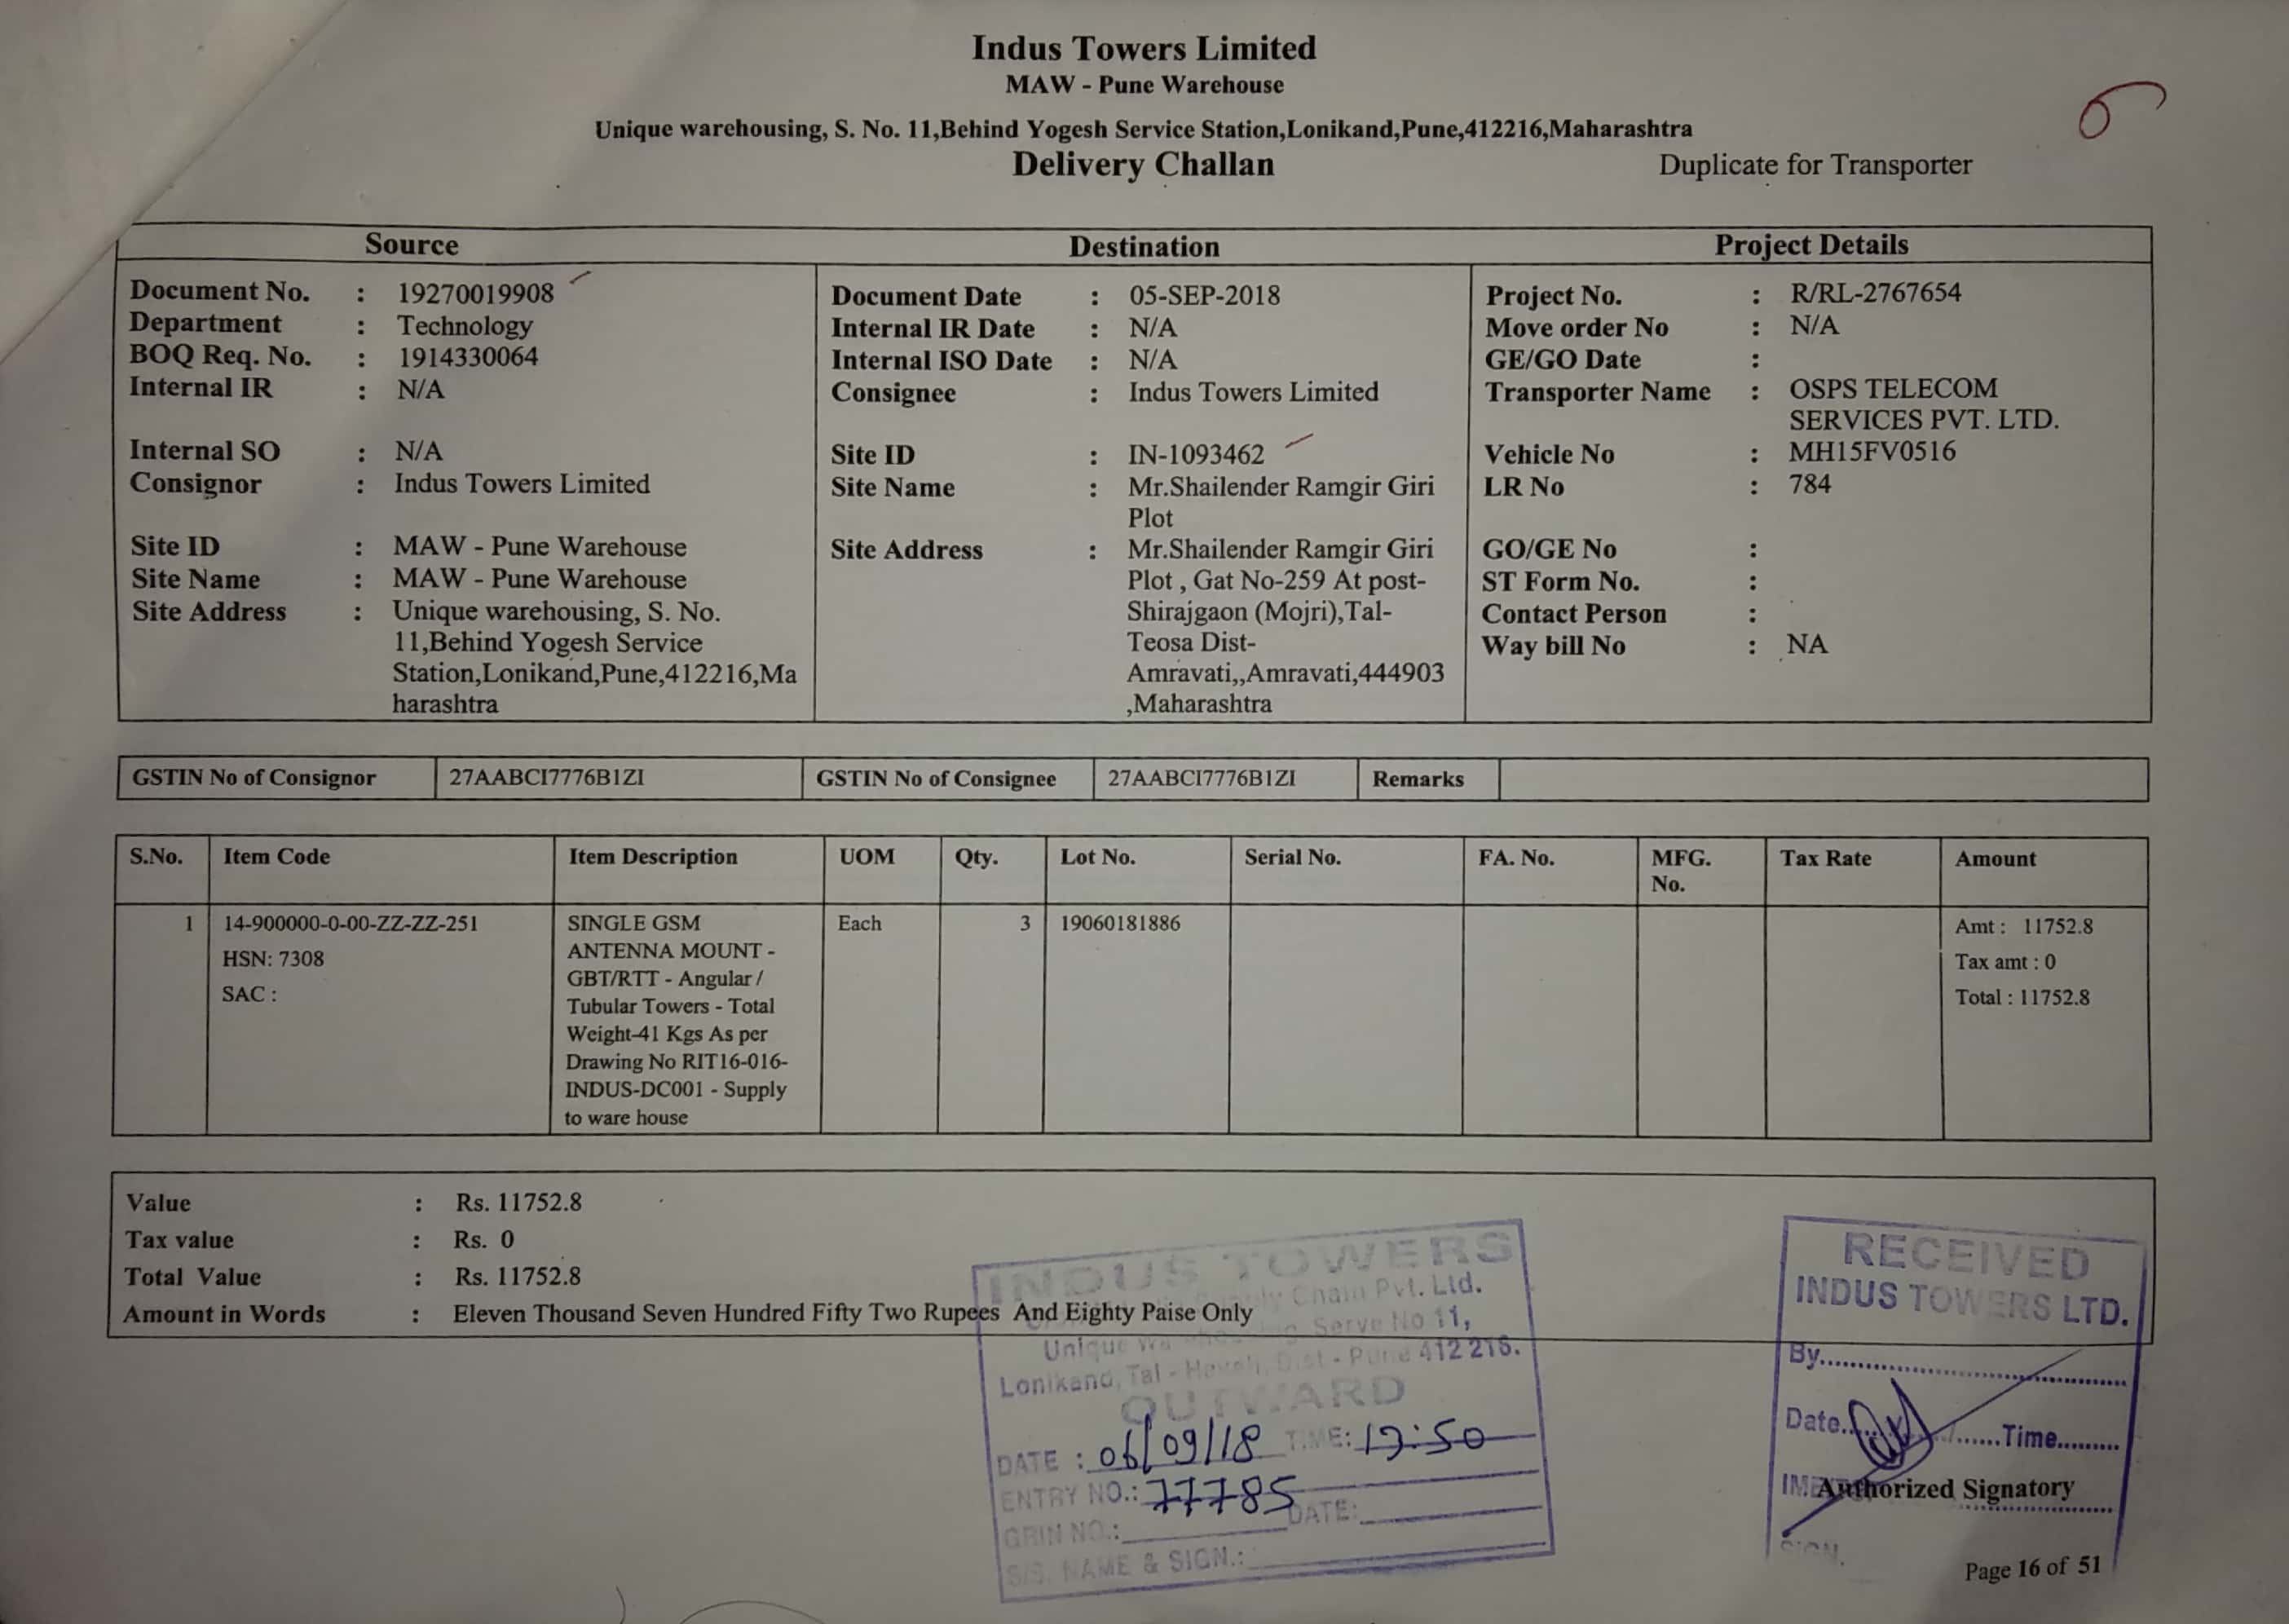 Indus Towers Limited
MAW - Pune Warehouse
Unique warehousing, S. No. 11,Behind Yogesh Service Station,Lonikand,Pune,412216,Maharashtra
Delivery Challan
Duplicate for Transporter
Source
Document No. : 19270019908
Department : Technology
BOQ Req. No. : 1914330064
Internal IR : N/A
Internal SO : N/A
Consignor : Indus Towers Limited
Site ID : MAW - Pune Warehouse
Site Name : MAW - Pune Warehouse
Site Address : Unique warehousing, S. No.
11,Behind Yogesh Service
Station,Lonikand,Pune,412216,Ma
harashtra
Destination
Document Date : 05-SEP-2018
Internal IR Date : N/A
Internal ISO Date : N/A
Consignee : Indus Towers Limited
Site ID : IN-1093462
Site Name : Mr.Shailender Ramgir Giri
Plot
Site Address : Mr.Shailender Ramgir Giri
Plot , Gat No-259 At post-
Shirajgaon (Mojri),Tal-
Teosa Dist-
Amravati,,Amravati,444903
,Maharashtra
Project Details
Project No. : R/RL-2767654
Move order No : N/A
GE/GO Date :
Transporter Name : OSPS TELECOM
SERVICES PVT. LTD.
Vehicle No : MH15FV0516
LR No : 784
GO/GE No :
ST Form No. :
Contact Person :
Way bill No : NA
GSTIN No of Consignor 27AABCI7776B1ZI GSTIN No of Consignee 27AABCI7776B1ZI Remarks
S.No. Item Code Item Description UOM Qty. Lot No. Serial No. FA. No. MFG. No. Tax Rate Amount
1 14-900000-0-00-ZZ-ZZ-251
HSN: 7308
SAC :
SINGLE GSM
ANTENNA MOUNT -
GBT/RTT - Angular /
Tubular Towers - Total
Weight-41 Kgs As per
Drawing No RIT16-016-
INDUS-DC001 - Supply
to ware house
Each 3 19060181886
Amt : 11752.8
Tax amt : 0
Total : 11752.8
Value : Rs. 11752.8
Tax value : Rs. 0
Total Value : Rs. 11752.8
Amount in Words : Eleven Thousand Seven Hundred Fifty Two Rupees And Eighty Paise Only
INDUS TOWERS
Chain Pvt. Ltd.
Unique No 11,
Lonikand, Tal - Haveli, Dist - Pune 412 216.
OUTWARD
DATE : 06/09/18 TIME: 17:50
ENTRY NO.: 77785
GRIN NO.: DATE:
NAME & SIGN.:
RECEIVED
INDUS TOWERS LTD.
By
Date Time
Authorized Signatory
SIGN.
Page 16 of 51